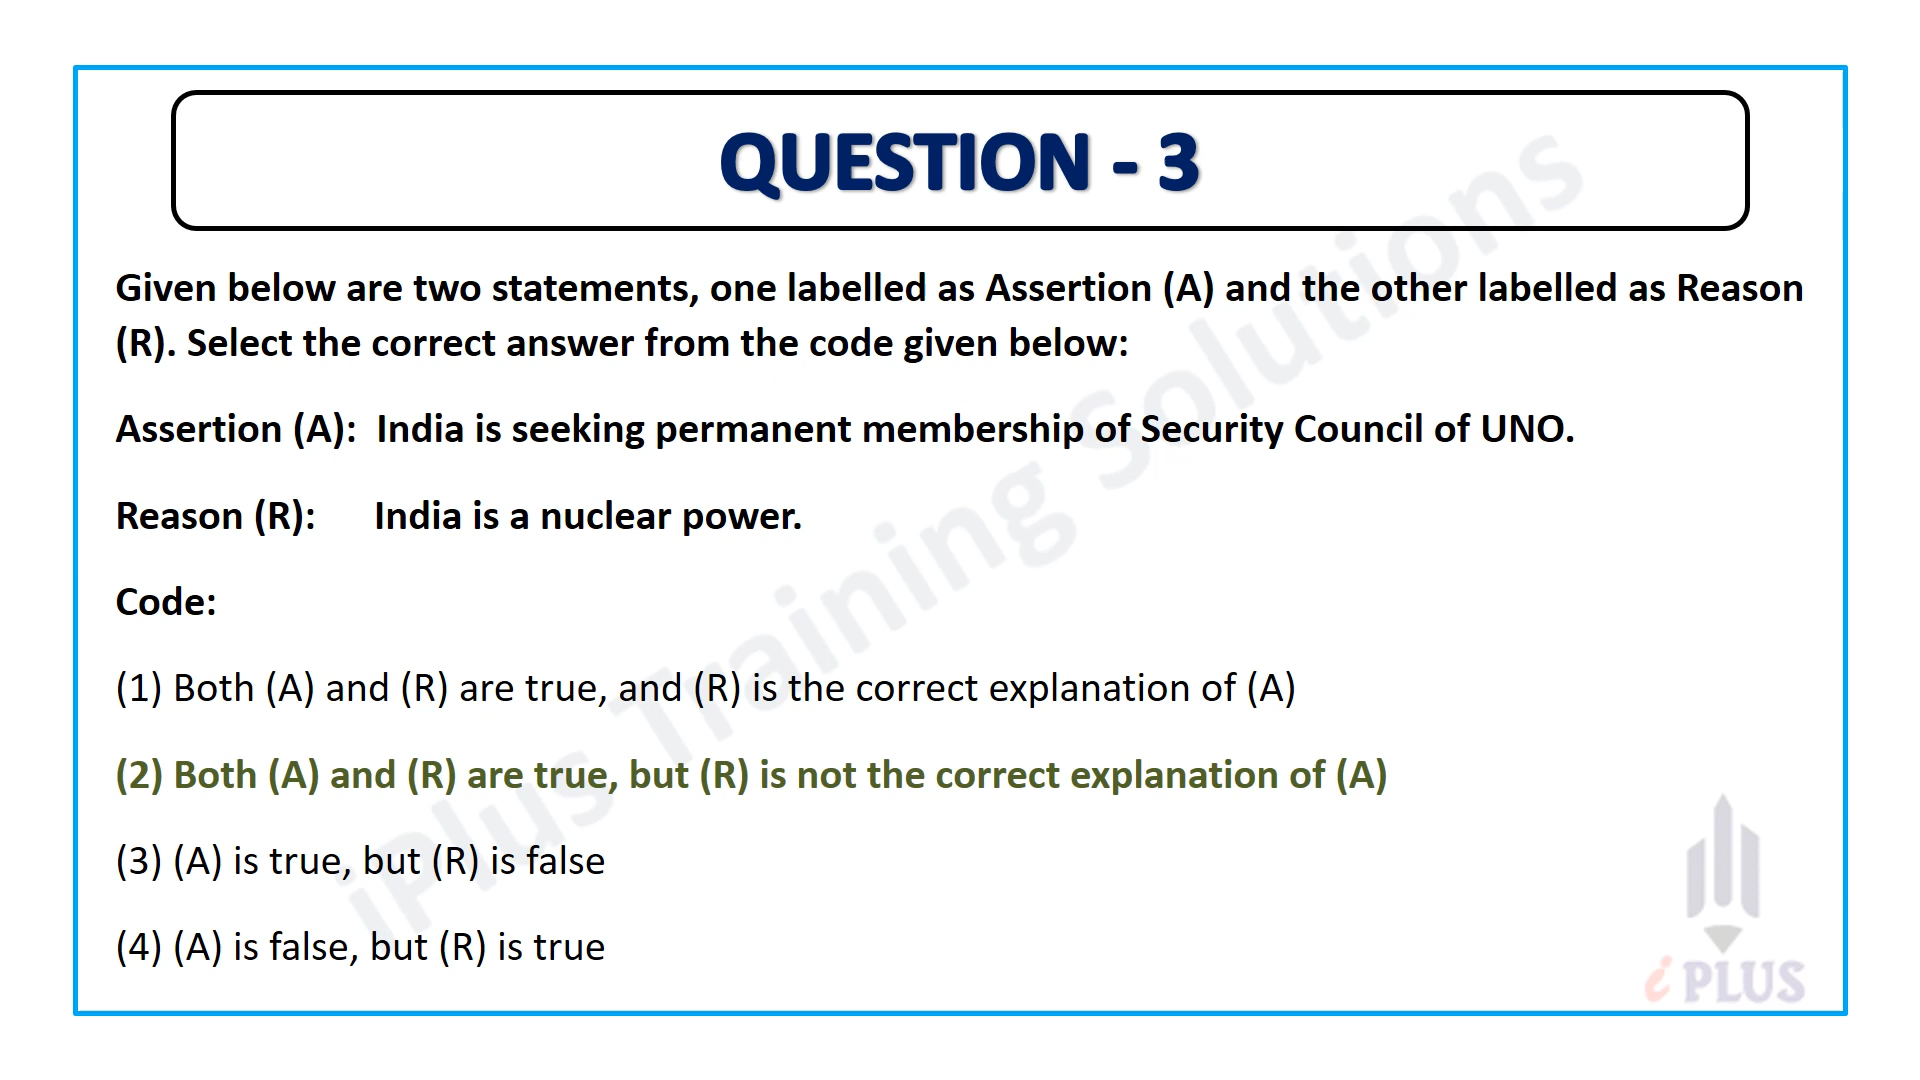 QUESTION - 3
Given below are two statements, one labelled as Assertion (A) and the other labelled as Reason
(R). Select the correct answer from the code given below:
Assertion (A): India is seeking permanent membership of Security Council of UNO.
Reason (R): India is a nuclear power.
Code:
(1) Both (A) and (R) are true, and (R) is the correct explanation of (A)
(2) Both (A) and (R) are true, but (R) is not the correct explanation of (A)
(3) (A) is true, but (R) is false
(4) (A) is false, but (R) is true
iPlus Training Solutions
i PLUS